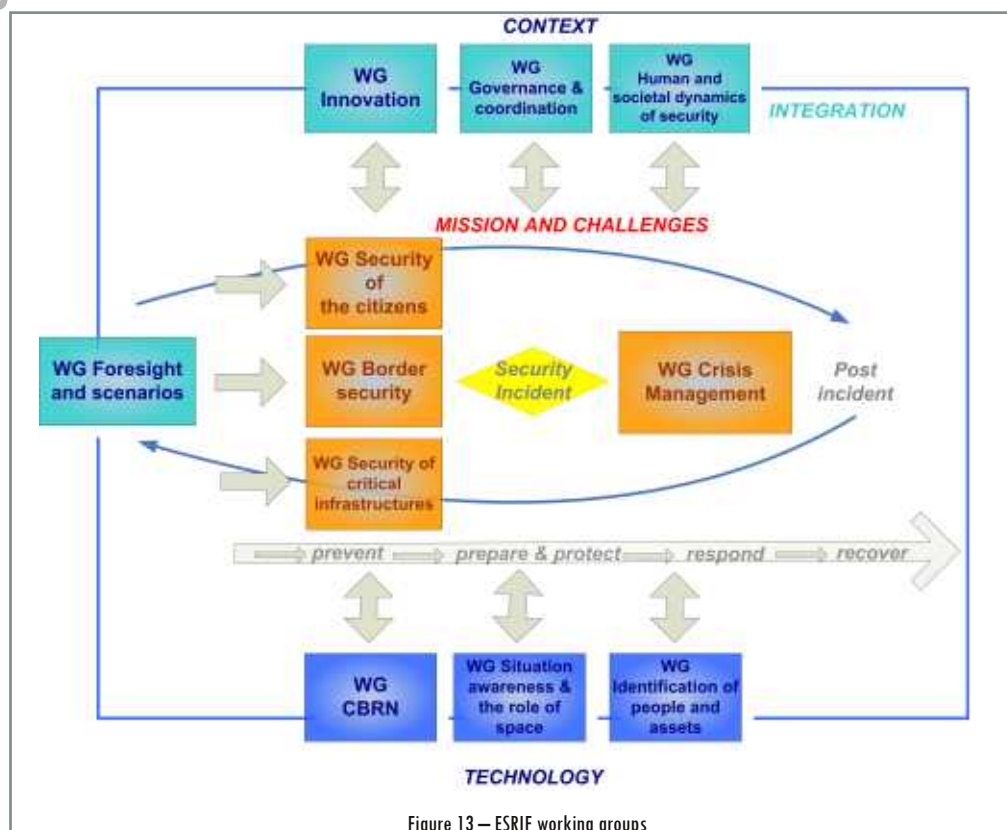 CONTEXT
WG
Innovation
WG
Governance &
coordination
WG
Human and
societal dynamics
of security
INTEGRATION
MISSION AND CHALLENGES
WG Security
of
the citizens
WG Foresight
and scenarios
WG Border
security
Security
Incident
WG Crisis
Management
Post
incident
WG Security of
critical
infrastructures
prevent
prepare & protect
respond
recover
WG
CBRN
WG Situation
awareness &
the role of
space
WG
Identification of
people and
assets
TECHNOLOGY
Figure 13 – ESRIF working groups